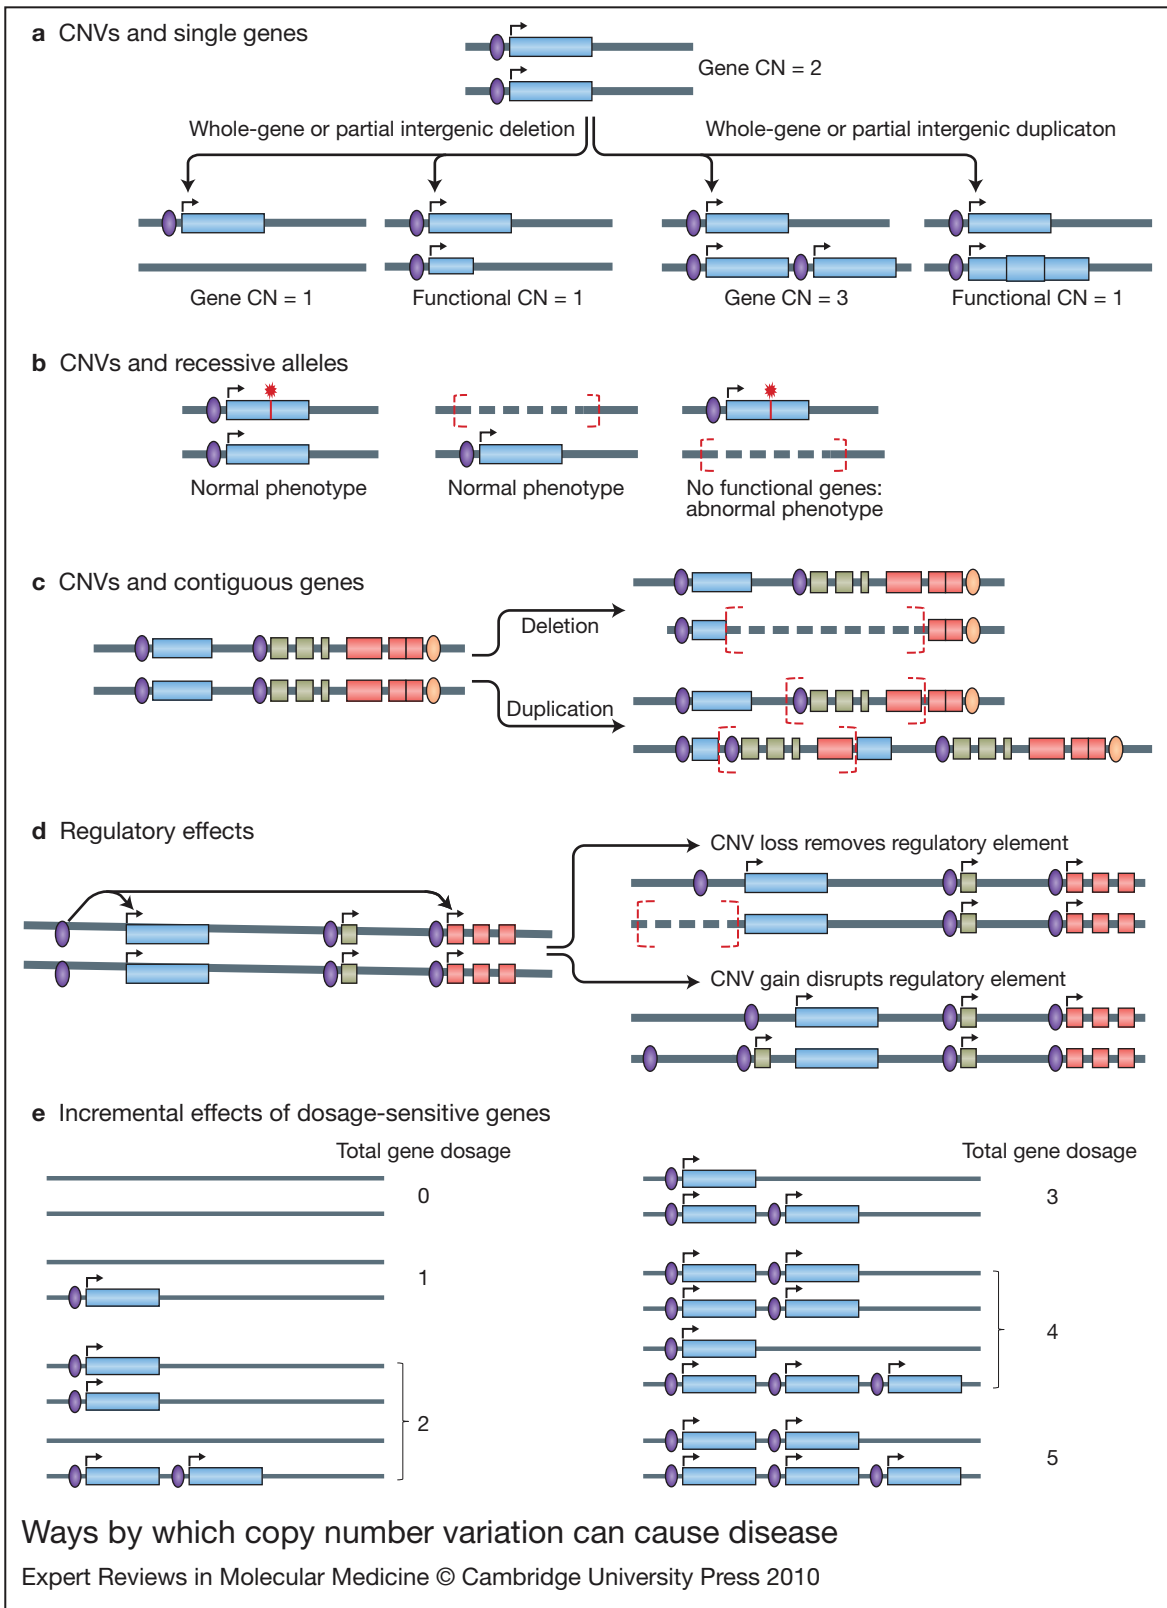 a CNVs and single genes
Gene CN = 2
Whole-gene or partial intergenic deletion
Whole-gene or partial intergenic duplicaton
Gene CN = 1
Functional CN = 1
Gene CN = 3
Functional CN = 1
b CNVs and recessive alleles
Normal phenotype
Normal phenotype
No functional genes:
abnormal phenotype
c CNVs and contiguous genes
Deletion
Duplication
d Regulatory effects
CNV loss removes regulatory element
CNV gain disrupts regulatory element
e Incremental effects of dosage-sensitive genes
Total gene dosage
0
1
2
Total gene dosage
3
4
5
Ways by which copy number variation can cause disease
Expert Reviews in Molecular Medicine © Cambridge University Press 2010